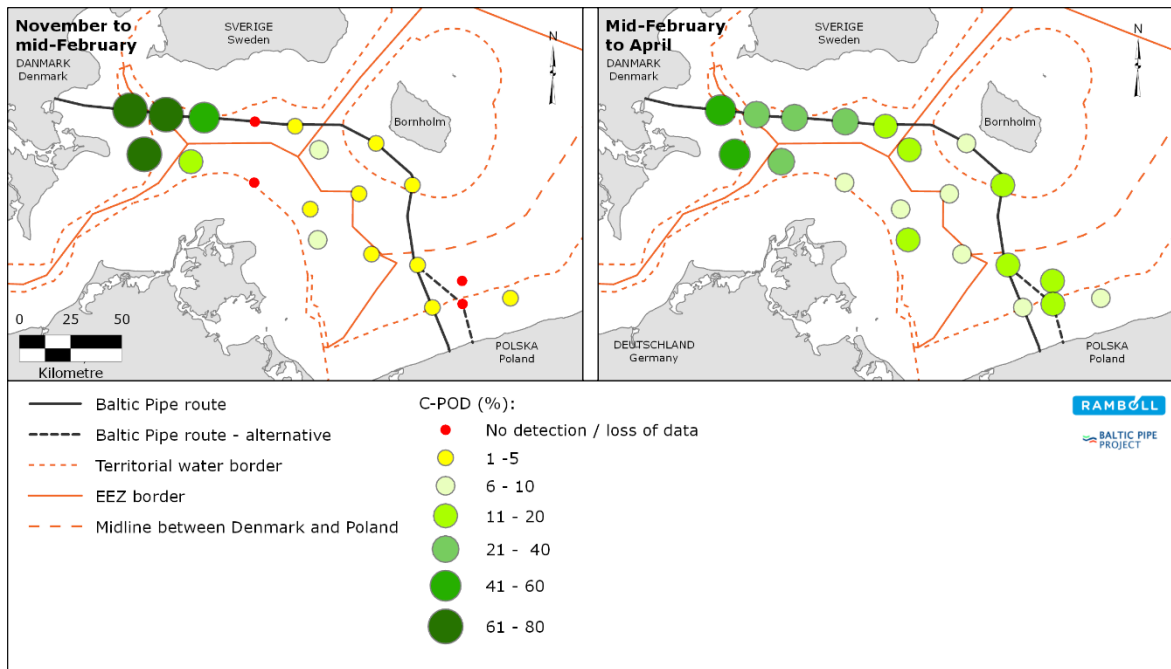 November to
mid-February
SVERIGE
Sweden
N
DANMARK
Denmark
Bornholm
0 25 50
Kilometre
POLSKA
Poland
Mid-February
to April
SVERIGE
Sweden
N
DANMARK
Denmark
Bornholm
DEUTSCHLAND
Germany
POLSKA
Poland
Baltic Pipe route
Baltic Pipe route - alternative
Territorial water border
EEZ border
Midline between Denmark and Poland
C-POD (%):
No detection / loss of data
1 -5
6 - 10
11 - 20
21 - 40
41 - 60
61 - 80
RAMBOLL
BALTIC PIPE
PROJECT